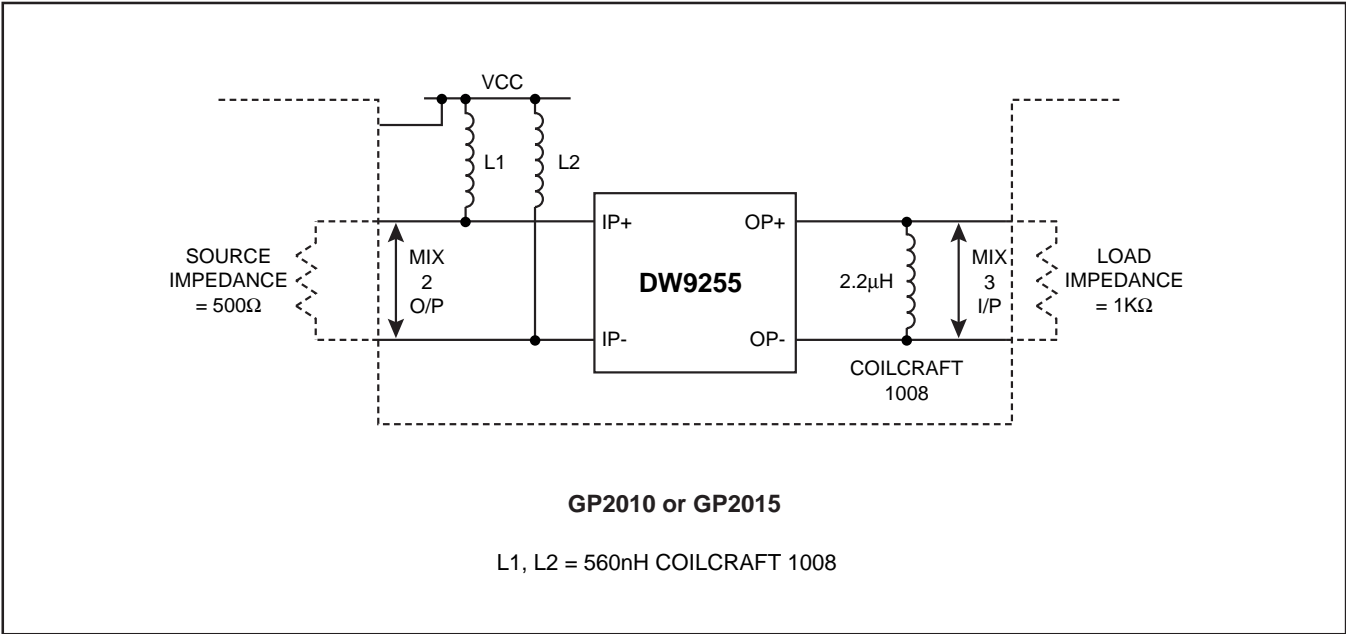 VCC
L1
L2
SOURCE
IMPEDANCE
= 500Ω
MIX
2
O/P
IP+
IP-
DW9255
OP+
OP-
2.2μH
COILCRAFT
1008
MIX
3
I/P
LOAD
IMPEDANCE
= 1KΩ
GP2010 or GP2015
L1, L2 = 560nH COILCRAFT 1008